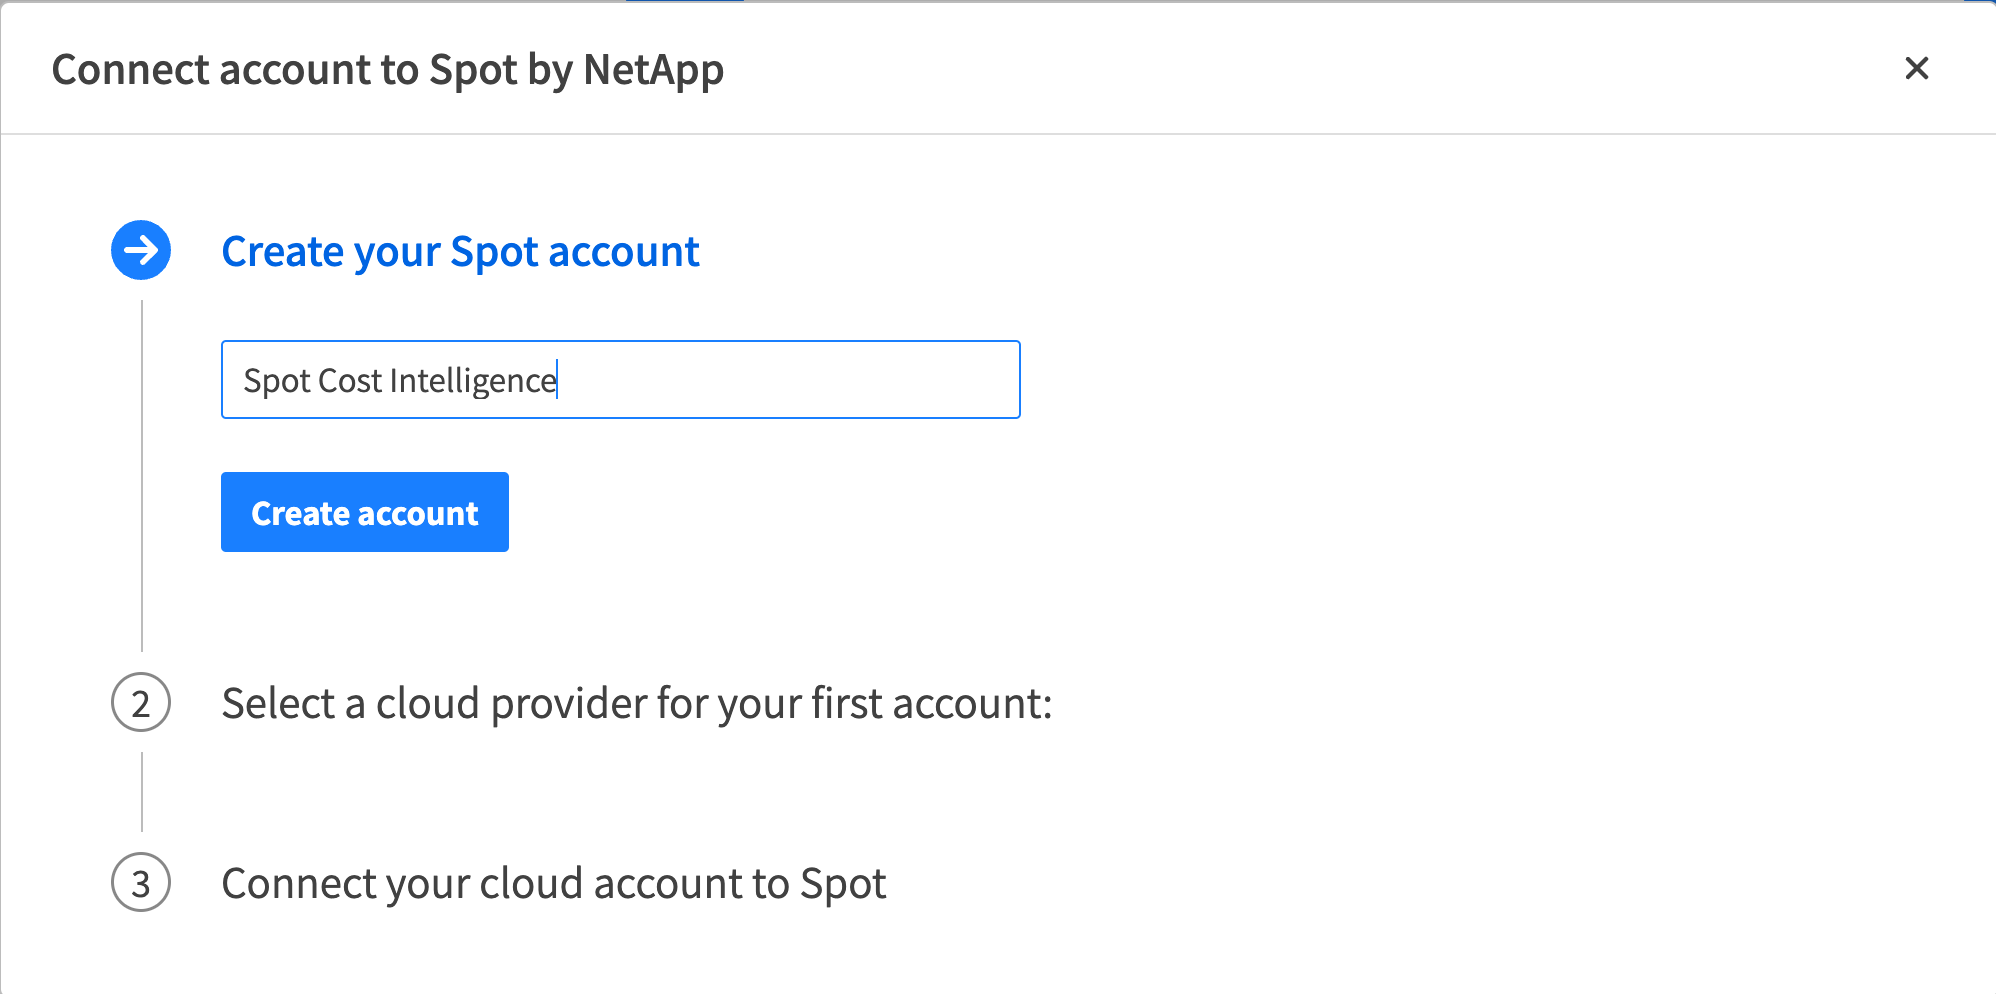 Connect account to Spot by NetApp
Create your Spot account
Spot Cost Intelligence
Create account
2 Select a cloud provider for your first account:
3 Connect your cloud account to Spot